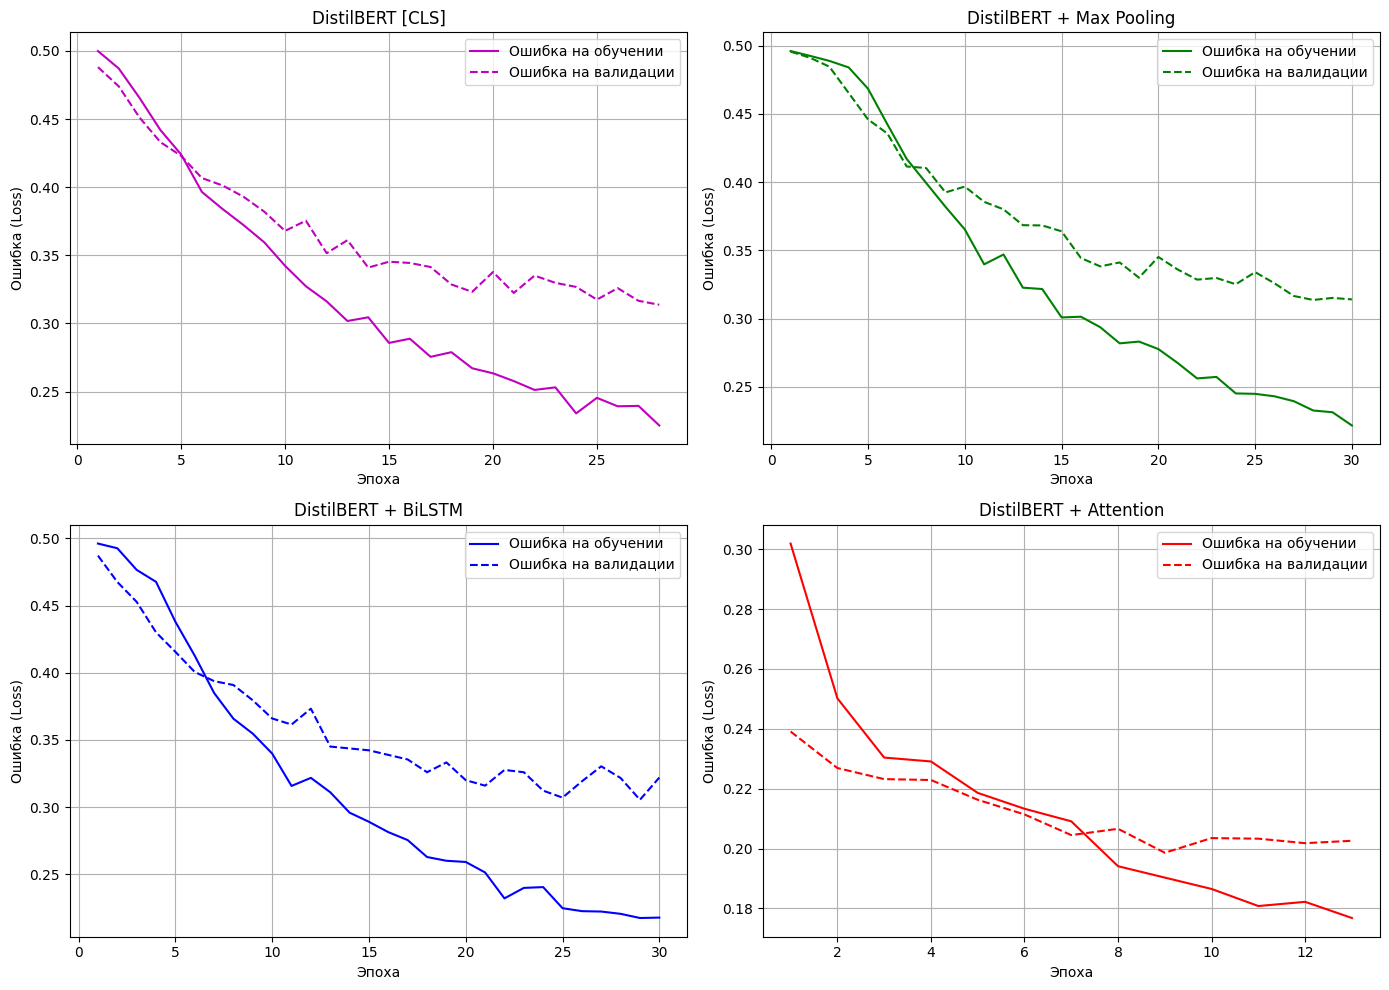 DistilBERT [CLS]
Ошибка (Loss)
0.50
0.45
0.40
0.35
0.30
0.25
Ошибка на обучении
Ошибка на валидации
0 5 10 15 20 25
Эпоха
DistilBERT + Max Pooling
Ошибка (Loss)
0.50
0.45
0.40
0.35
0.30
0.25
Ошибка на обучении
Ошибка на валидации
0 5 10 15 20 25 30
Эпоха
DistilBERT + BiLSTM
Ошибка (Loss)
0.50
0.45
0.40
0.35
0.30
0.25
Ошибка на обучении
Ошибка на валидации
0 5 10 15 20 25 30
Эпоха
DistilBERT + Attention
Ошибка (Loss)
0.30
0.28
0.26
0.24
0.22
0.20
0.18
Ошибка на обучении
Ошибка на валидации
2 4 6 8 10 12
Эпоха